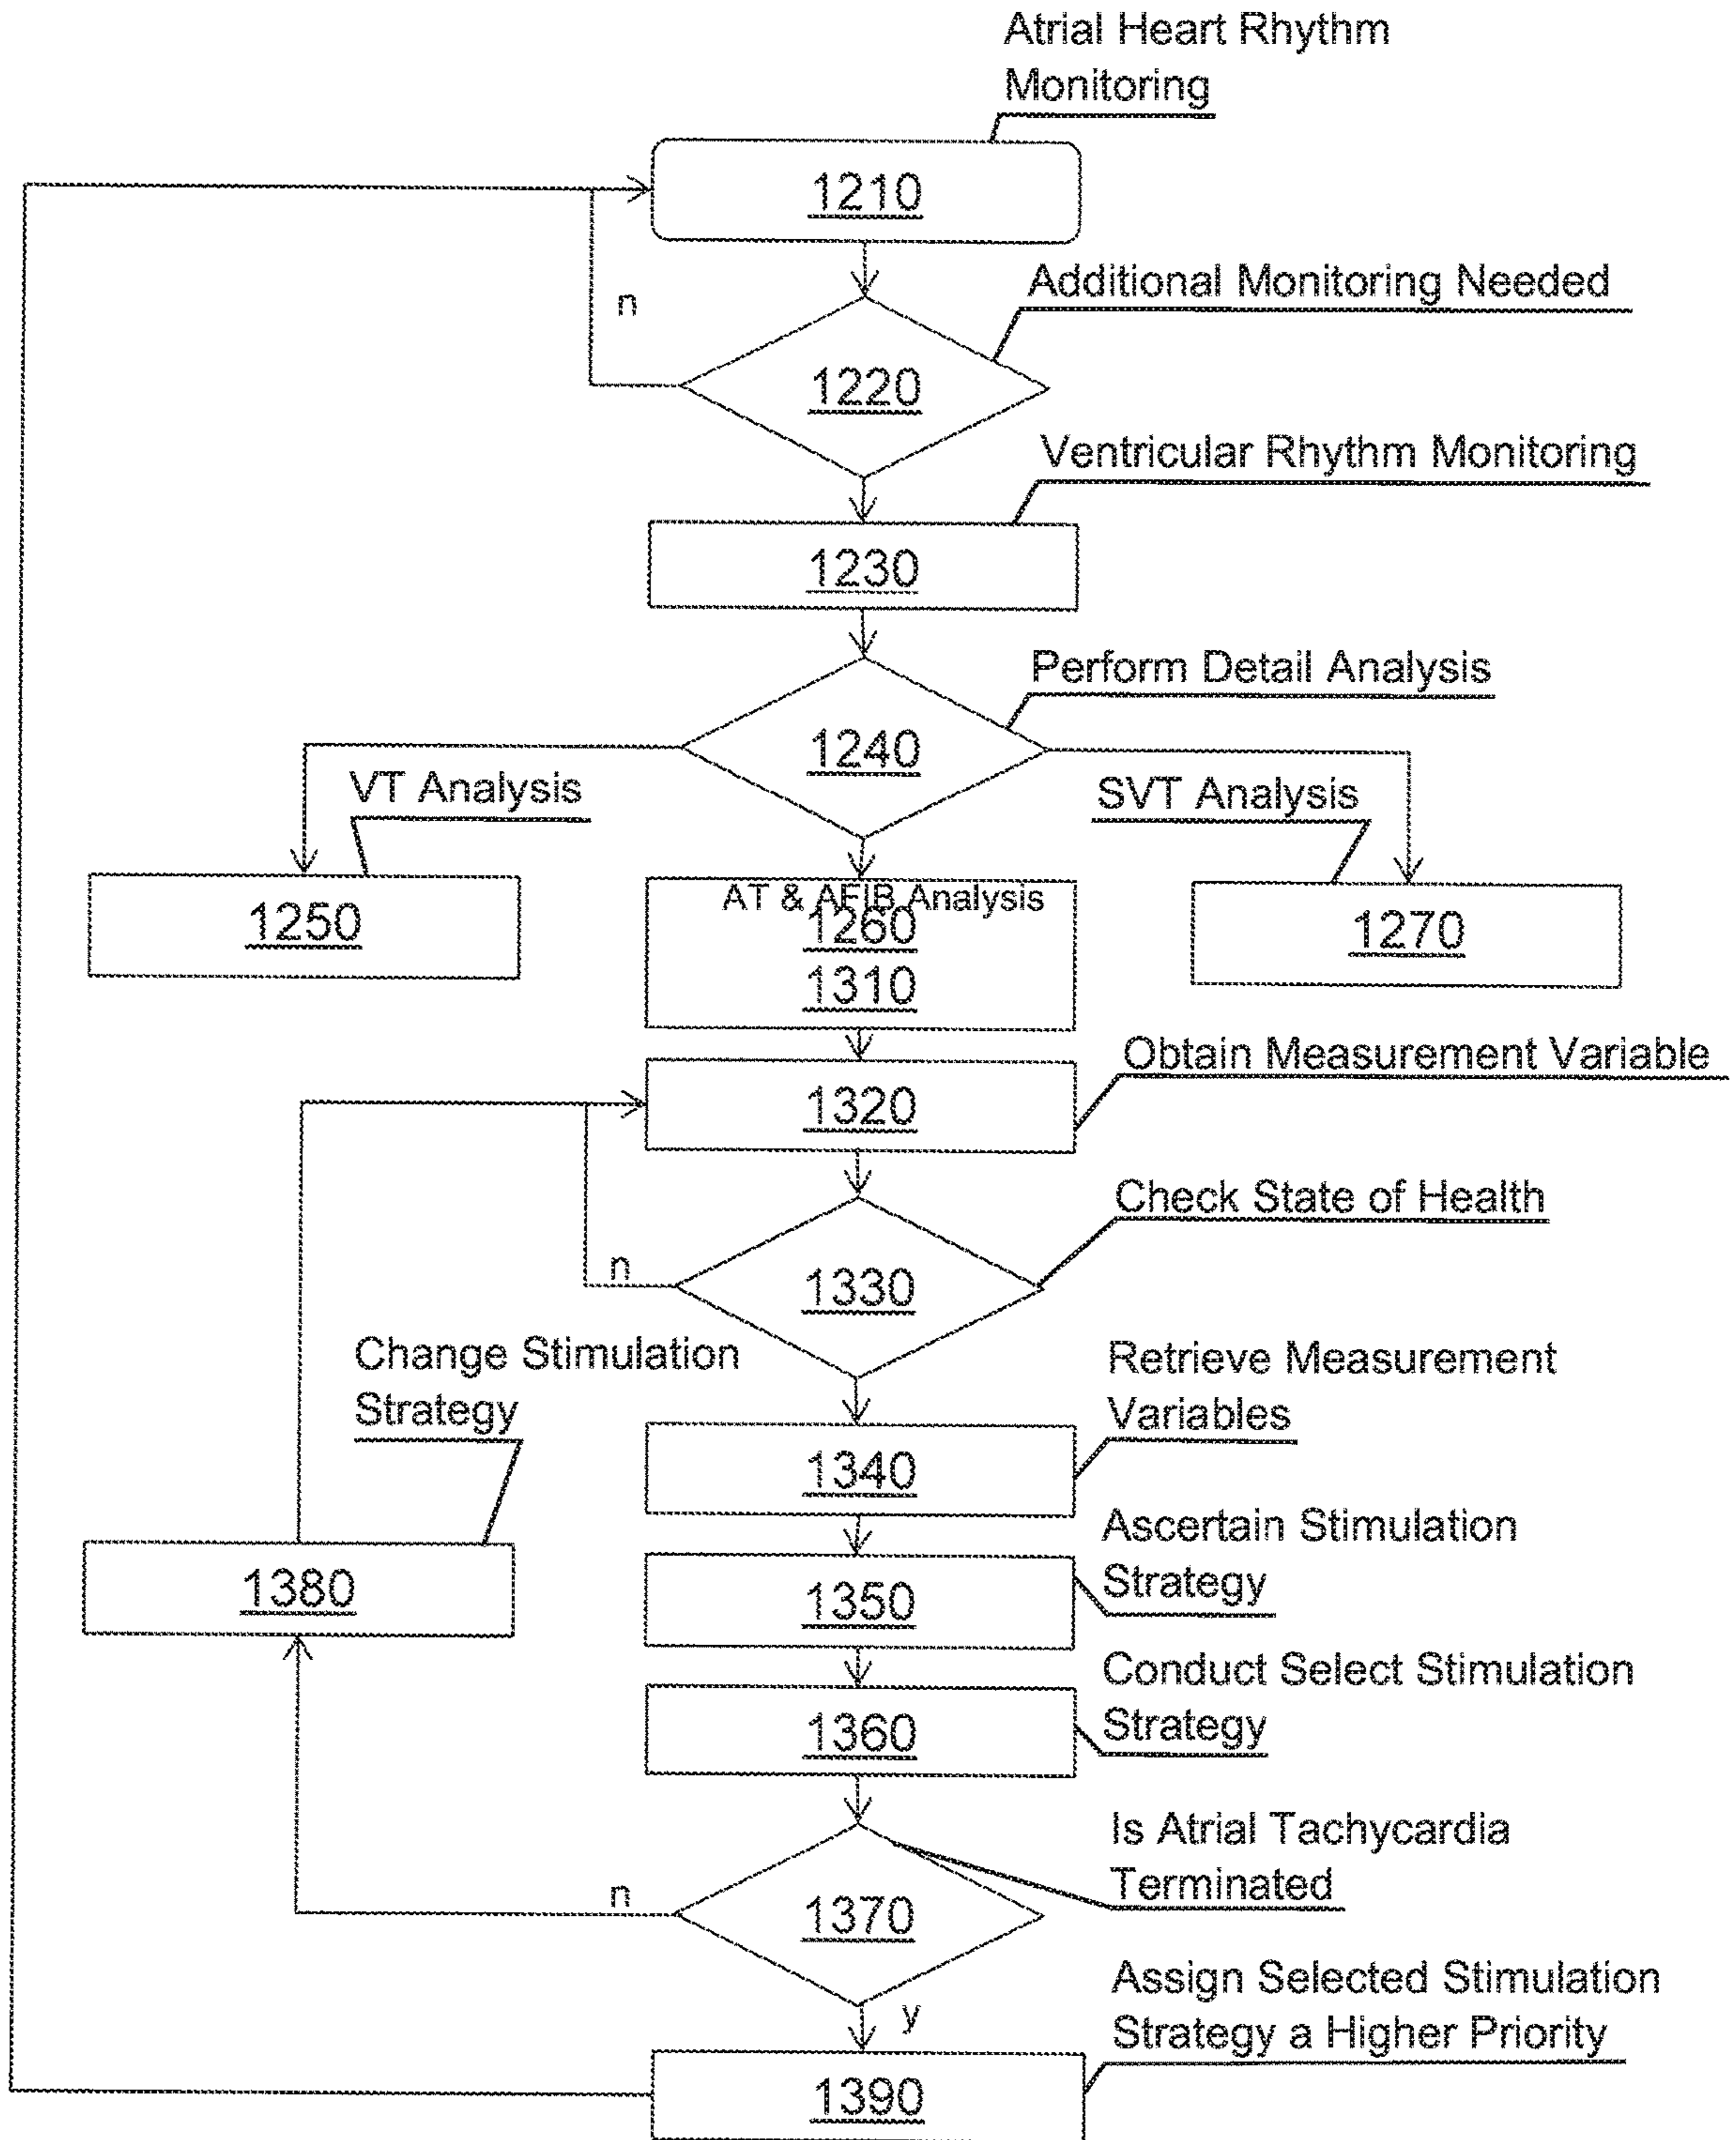 Atrial Heart Rhythm
Monitoring
1210
n
Additional Monitoring Needed
1220
Ventricular Rhythm Monitoring
1230
Perform Detail Analysis
1240
VT Analysis
SVT Analysis
1250
AT & AFIB Analysis
1260
1310
1270
Obtain Measurement Variable
1320
Check State of Health
n
1330
Change Stimulation
Strategy
Retrieve Measurement
Variables
1340
Ascertain Stimulation
Strategy
1380
1350
Conduct Select Stimulation
Strategy
1360
Is Atrial Tachycardia
Terminated
n
1370
Assign Selected Stimulation
Strategy a Higher Priority
y
1390